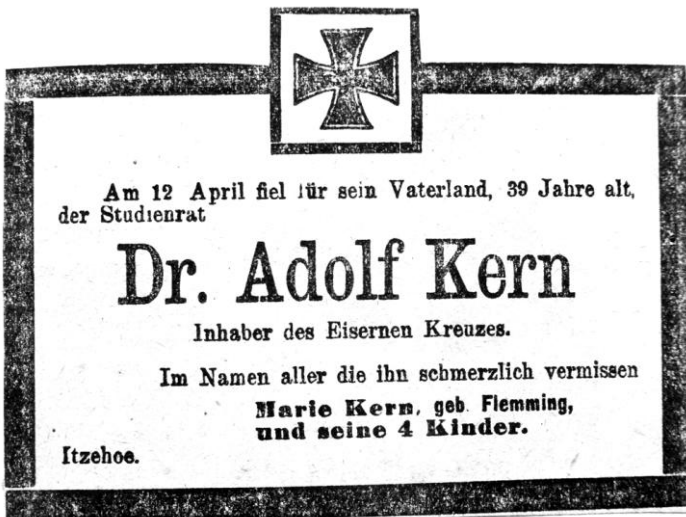 Am 12 April fiel für sein Vaterland, 39 Jahre alt,
der Studienrat
Dr. Adolf Kern
Inhaber des Eisernen Kreuzes.
Im Namen aller die ihn schmerzlich vermissen
Marie Kern, geb. Flemming,
und seine 4 Kinder.
Itzehoe.